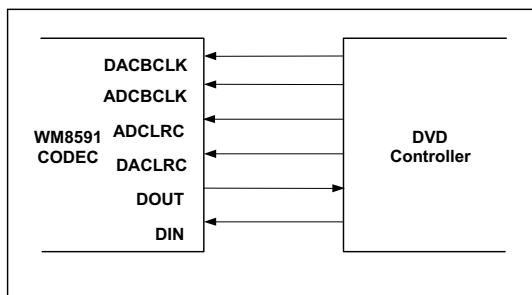 DACBCLK
ADCBCLK
ADCLRC
WM8591
CODEC
DACLRC
DOUT
DIN
DVD
Controller